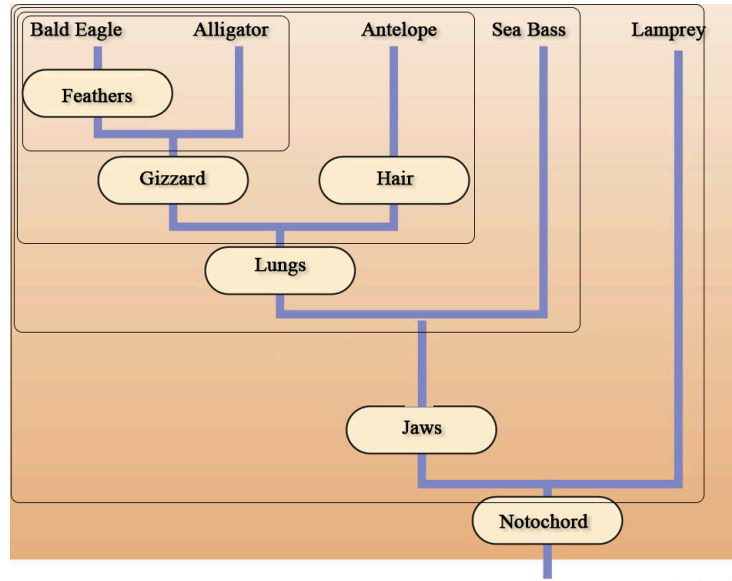 Bald Eagle
Alligator
Antelope
Sea Bass
Lamprey
Feathers
Gizzard
Hair
Lungs
Jaws
Notochord